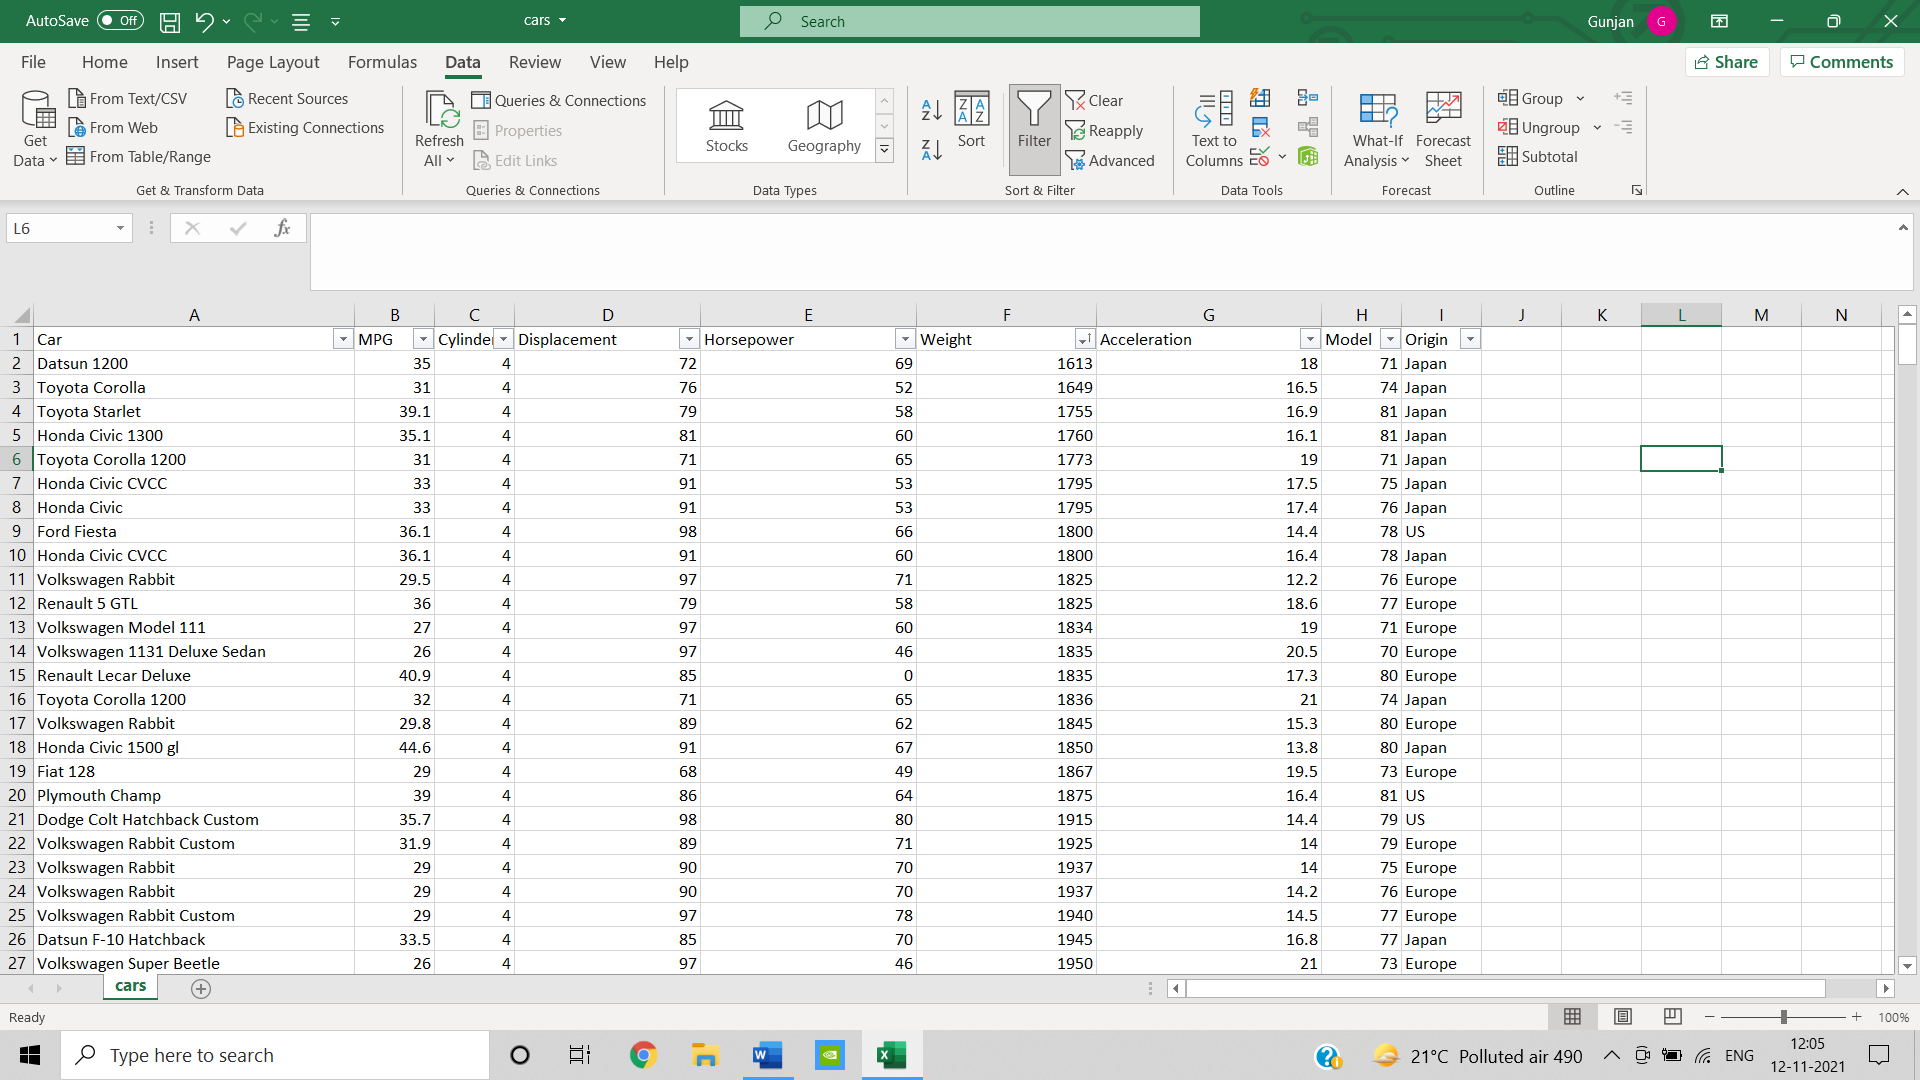 AutoSave Off cars Search Gunjan G
File Home Insert Page Layout Formulas Data Review View Help Share Comments
Get Data From Text/CSV From Web From Table/Range Recent Sources Existing Connections
Refresh All Queries & Connections Properties Edit Links
Stocks Geography
Sort Filter Clear Reapply Advanced
Text to Columns
What-If Analysis Forecast Sheet
Group Ungroup Subtotal
Get & Transform Data Queries & Connections Data Types Sort & Filter Data Tools Forecast Outline
L6 fx
A B C D E F G H I J K L M N
1 Car MPG Cylinder Displacement Horsepower Weight Acceleration Model Origin
2 Datsun 1200 35 4 72 69 1613 18 71 Japan
3 Toyota Corolla 31 4 76 52 1649 16.5 74 Japan
4 Toyota Starlet 39.1 4 79 58 1755 16.9 81 Japan
5 Honda Civic 1300 35.1 4 81 60 1760 16.1 81 Japan
6 Toyota Corolla 1200 31 4 71 65 1773 19 71 Japan
7 Honda Civic CVCC 33 4 91 53 1795 17.5 75 Japan
8 Honda Civic 33 4 91 53 1795 17.4 76 Japan
9 Ford Fiesta 36.1 4 98 66 1800 14.4 78 US
10 Honda Civic CVCC 36.1 4 91 60 1800 16.4 78 Japan
11 Volkswagen Rabbit 29.5 4 97 71 1825 12.2 76 Europe
12 Renault 5 GTL 36 4 79 58 1825 18.6 77 Europe
13 Volkswagen Model 111 27 4 97 60 1834 19 71 Europe
14 Volkswagen 1131 Deluxe Sedan 26 4 97 46 1835 20.5 70 Europe
15 Renault Lecar Deluxe 40.9 4 85 0 1835 17.3 80 Europe
16 Toyota Corolla 1200 32 4 71 65 1836 21 74 Japan
17 Volkswagen Rabbit 29.8 4 89 62 1845 15.3 80 Europe
18 Honda Civic 1500 gl 44.6 4 91 67 1850 13.8 80 Japan
19 Fiat 128 29 4 68 49 1867 19.5 73 Europe
20 Plymouth Champ 39 4 86 64 1875 16.4 81 US
21 Dodge Colt Hatchback Custom 35.7 4 98 80 1915 14.4 79 US
22 Volkswagen Rabbit Custom 31.9 4 89 71 1925 14 79 Europe
23 Volkswagen Rabbit 29 4 90 70 1937 14 75 Europe
24 Volkswagen Rabbit 29 4 90 70 1937 14.2 76 Europe
25 Volkswagen Rabbit Custom 29 4 97 78 1940 14.5 77 Europe
26 Datsun F-10 Hatchback 33.5 4 85 70 1945 16.8 77 Japan
27 Volkswagen Super Beetle 26 4 97 46 1950 21 73 Europe
cars
Ready 100%
Type here to search 21°C Polluted air 490 ENG 12:05
12-11-2021